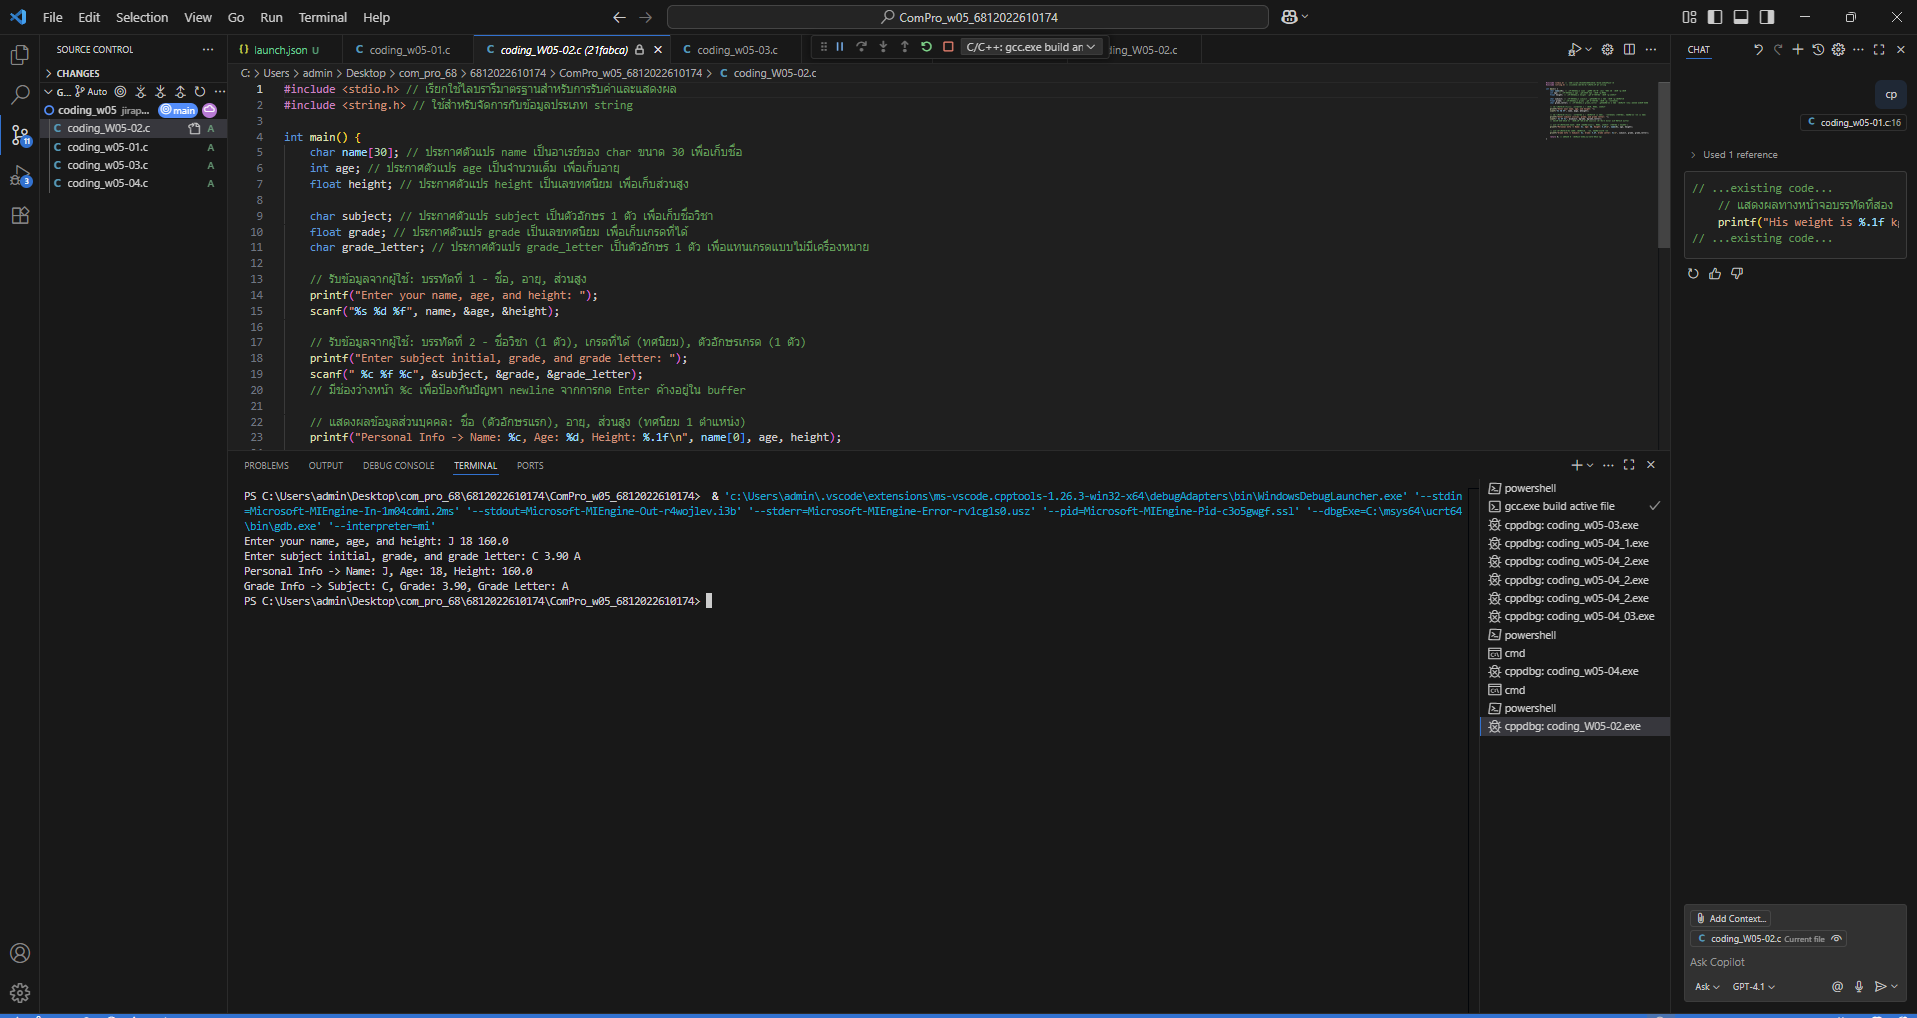 File Edit Selection View Go Run Terminal Help
ComPro_w05_6812022610174
SOURCE CONTROL
CHANGES
G... Auto
coding_w05 jirap... main
coding_W05-02.c A
coding_w05-01.c A
coding_w05-03.c A
coding_w05-04.c A
11
3
launch.json U
coding_w05-01.c
coding_W05-02.c (21fabca)
coding_w05-03.c
C/C++: gcc.exe build ar
ding_W05-02.c
C: > Users > admin > Desktop > com_pro_68 > 6812022610174 > ComPro_w05_6812022610174 > C coding_W05-02.c
1 #include <stdio.h> // เรียกใช้ไลบรารีมาตรฐานสำหรับการรับค่าและแสดงผล
2 #include <string.h> // ใช้สำหรับจัดการกับข้อมูลประเภท string
3
4 int main() {
5 char name[30]; // ประกาศตัวแปร name เป็นอาเรย์ของ char ขนาด 30 เพื่อเก็บชื่อ
6 int age; // ประกาศตัวแปร age เป็นจำนวนเต็ม เพื่อเก็บอายุ
7 float height; // ประกาศตัวแปร height เป็นเลขทศนิยม เพื่อเก็บส่วนสูง
8
9 char subject; // ประกาศตัวแปร subject เป็นตัวอักษร 1 ตัว เพื่อเก็บชื่อวิชา
10 float grade; // ประกาศตัวแปร grade เป็นเลขทศนิยม เพื่อเก็บเกรดที่ได้
11 char grade_letter; // ประกาศตัวแปร grade_letter เป็นตัวอักษร 1 ตัว เพื่อแทนเกรดแบบไม่มีเครื่องหมาย
12
13 // รับข้อมูลจากผู้ใช้: บรรทัดที่ 1 - ชื่อ, อายุ, ส่วนสูง
14 printf("Enter your name, age, and height: ");
15 scanf("%s %d %f", name, &age, &height);
16
17 // รับข้อมูลจากผู้ใช้: บรรทัดที่ 2 - ชื่อวิชา (1 ตัว), เกรดที่ได้ (ทศนิยม), ตัวอักษรเกรด (1 ตัว)
18 printf("Enter subject initial, grade, and grade letter: ");
19 scanf(" %c %f %c", &subject, &grade, &grade_letter);
20 // มีช่องว่างหน้า %c เพื่อป้องกันปัญหา newline จากการกด Enter ค้างอยู่ใน buffer
21
22 // แสดงผลข้อมูลส่วนบุคคล: ชื่อ (ตัวอักษรแรก), อายุ, ส่วนสูง (ทศนิยม 1 ตำแหน่ง)
23 printf("Personal Info -> Name: %c, Age: %d, Height: %.1f\n", name[0], age, height);
PROBLEMS OUTPUT DEBUG CONSOLE TERMINAL PORTS
PS C:\Users\admin\Desktop\com_pro_68\6812022610174\ComPro_w05_6812022610174> & 'c:\Users\admin\.vscode\extensions\ms-vscode.cpptools-1.26.3-win32-x64\debugAdapters\bin\WindowsDebugLauncher.exe' '--stdin
=Microsoft-MIEngine-In-1m04cdmi.2ms' '--stdout=Microsoft-MIEngine-Out-r4wojlev.i3b' '--stderr=Microsoft-MIEngine-Error-rv1cg1s0.usz' '--pid=Microsoft-MIEngine-Pid-c3o5gwgf.ssl' '--dbgExe=C:\msys64\ucrt64
\bin\gdb.exe' '--interpreter=mi'
Enter your name, age, and height: J 18 160.0
Enter subject initial, grade, and grade letter: C 3.90 A
Personal Info -> Name: J, Age: 18, Height: 160.0
Grade Info -> Subject: C, Grade: 3.90, Grade Letter: A
PS C:\Users\admin\Desktop\com_pro_68\6812022610174\ComPro_w05_6812022610174>
powershell
gcc.exe build active file
cppdbg: coding_w05-03.exe
cppdbg: coding_w05-04_1.exe
cppdbg: coding_w05-04_2.exe
cppdbg: coding_w05-04_2.exe
cppdbg: coding_w05-04_2.exe
cppdbg: coding_w05-04_03.exe
powershell
cmd
cppdbg: coding_w05-04.exe
cmd
powershell
cppdbg: coding_W05-02.exe
CHAT
cp
C coding_w05-01.c:16
Used 1 reference
// ...existing code...
// แสดงผลทางหน้าจอบรรทัดที่สอง
printf("His weight is %.1f k
// ...existing code...
Add Context...
C coding_W05-02.c Current file
Ask Copilot
Ask GPT-4.1